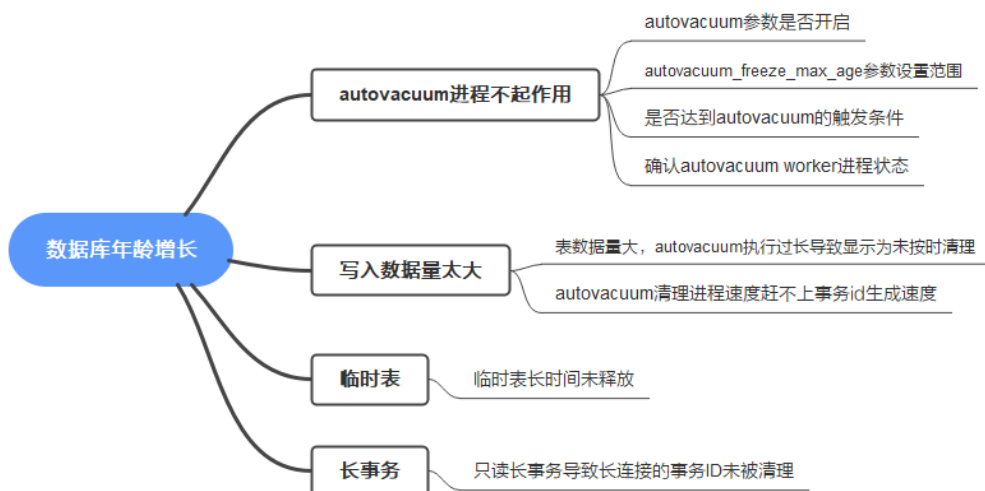 数据库年龄增长
autovacuum进程不起作用
autovacuum参数是否开启
autovacuum_freeze_max_age参数设置范围
是否达到autovacuum的触发条件
确认autovacuum worker进程状态
写入数据量太大
表数据量大，autovacuum执行过长导致显示为未按时清理
autovacuum清理进程速度赶不上事务id生成速度
临时表
临时表长时间未释放
长事务
只读长事务导致长连接的事务ID未被清理